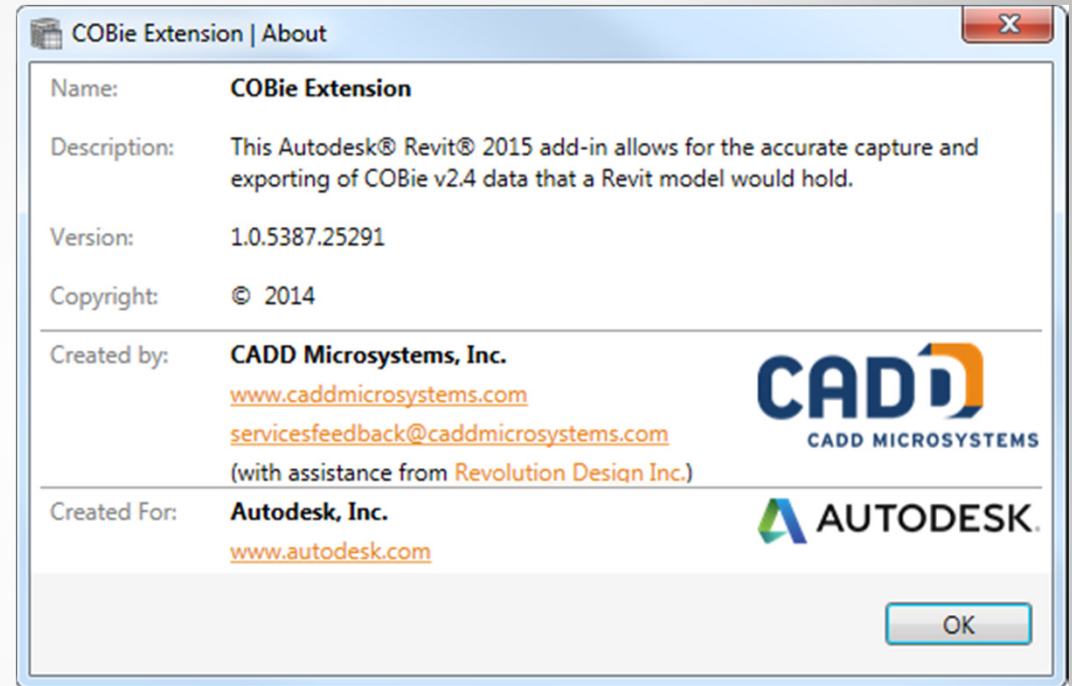 COBie Extension | About
Name: COBie Extension
Description: This Autodesk® Revit® 2015 add-in allows for the accurate capture and
exporting of COBie v2.4 data that a Revit model would hold.
Version: 1.0.5387.25291
Copyright: © 2014
Created by: CADD Microsystems, Inc.
www.caddmicrosystems.com
servicesfeedback@caddmicrosystems.com
(with assistance from Revolution Design Inc.)
CADD
CADD MICROSYSTEMS
Created For: Autodesk, Inc.
www.autodesk.com
AUTODESK.
OK